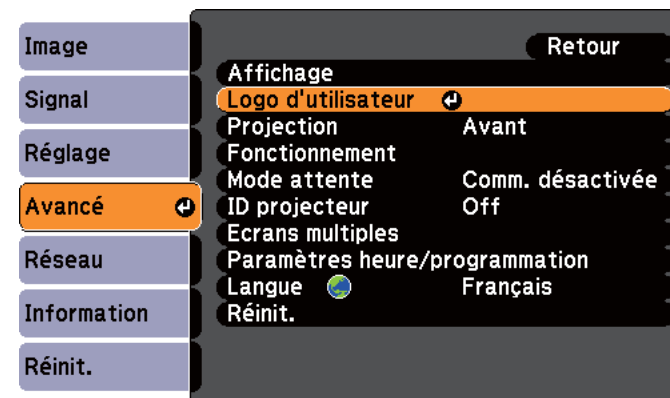 Image
Signal
Réglage
Avancé
Réseau
Information
Réinit.
Retour
Affichage
Logo d'utilisateur
Projection Avant
Fonctionnement
Mode attente Comm. désactivée
ID projecteur Off
Ecrans multiples
Paramètres heure/programmation
Langue Français
Réinit.